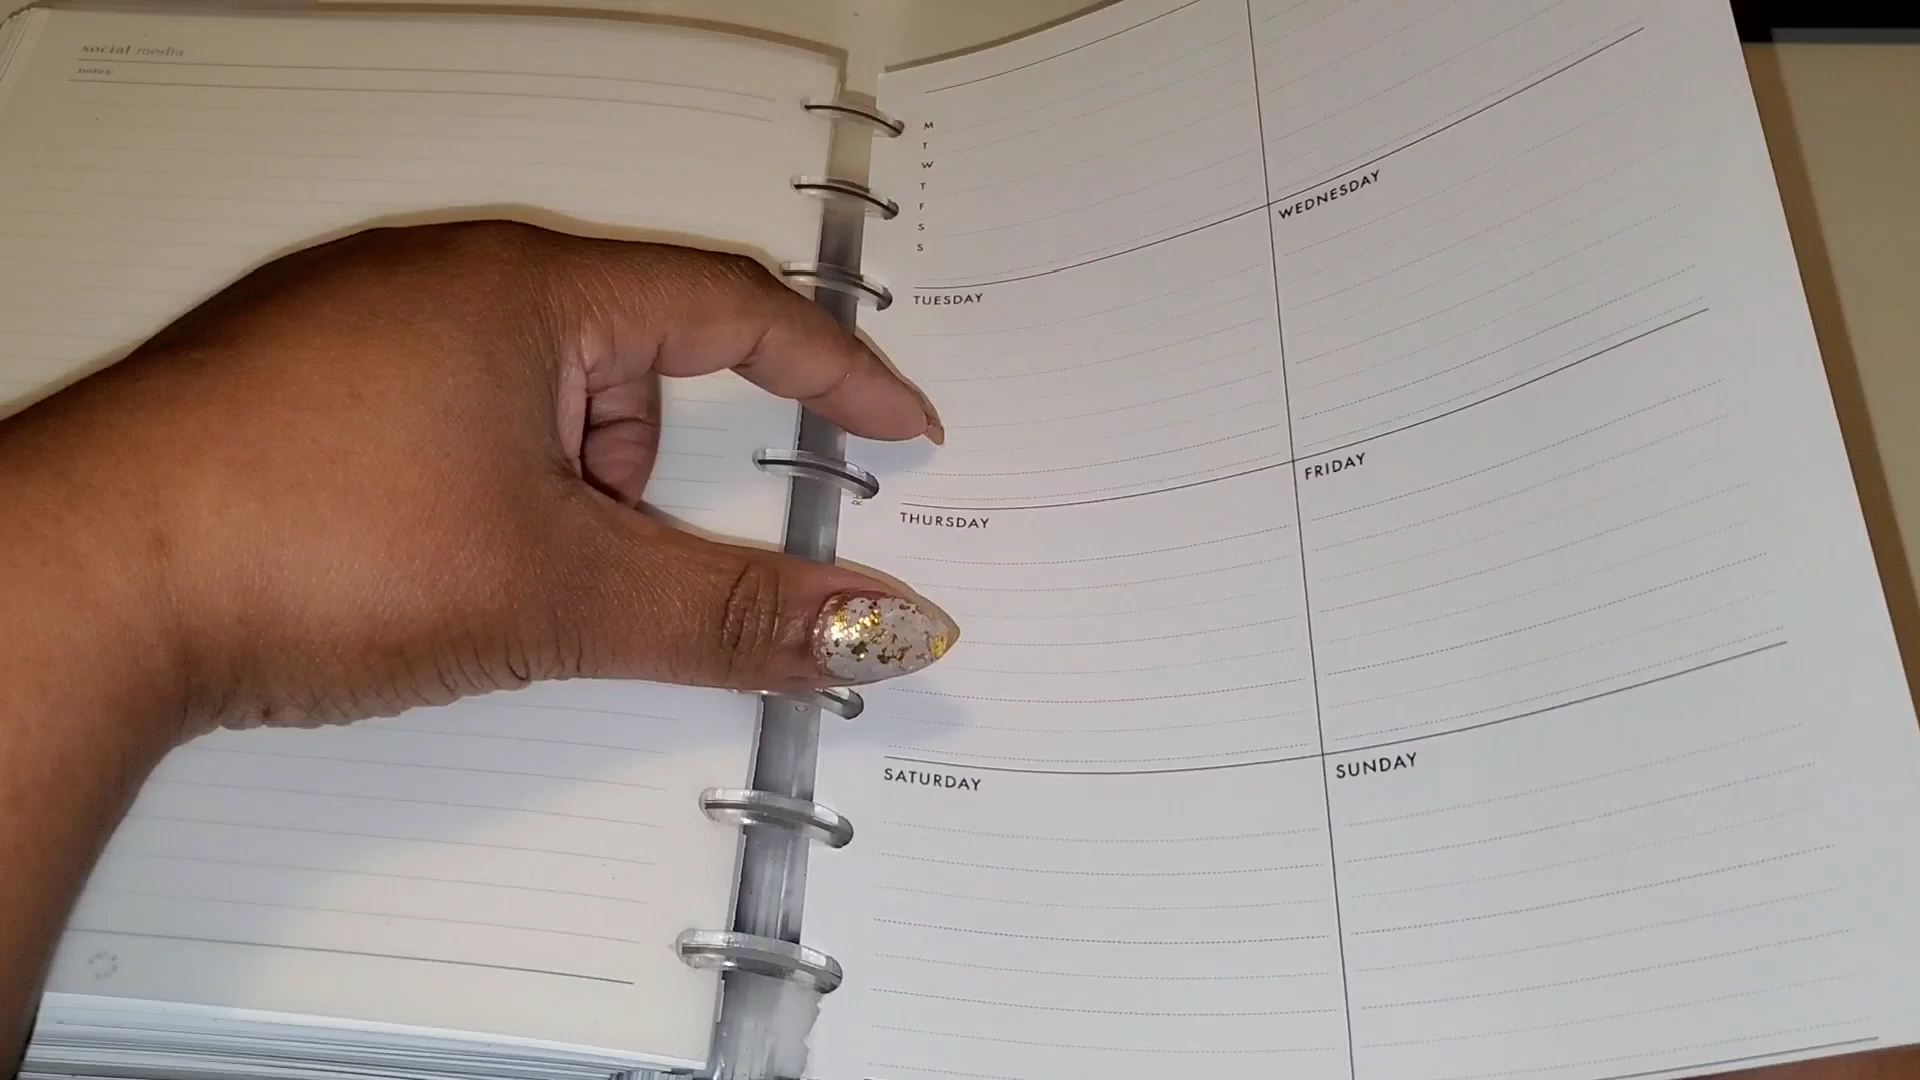 social media
notes
M
T
W
T
F
S
S
WEDNESDAY
TUESDAY
FRIDAY
THURSDAY
SATURDAY
SUNDAY